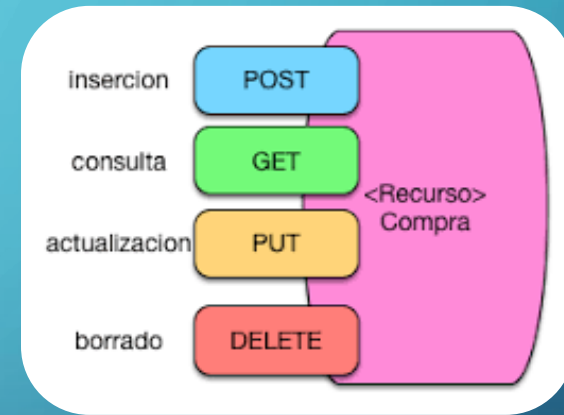 insercion POST
consulta GET
<Recurso>
Compra
actualizacion PUT
borrado DELETE